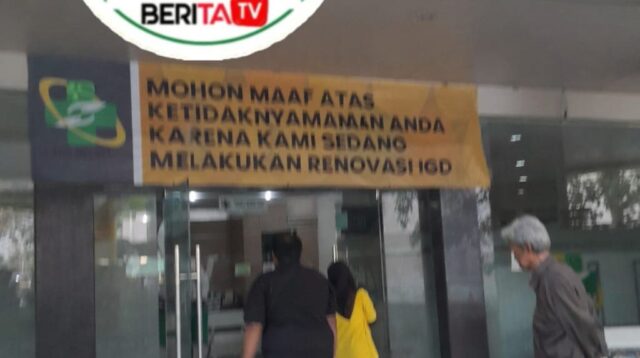 BERITA TV
MOHON MAAF ATAS
KETIDAKNYAMAMAN ANDA
KARENA KAMI SEDANG
MELAKUKAN RENOVASI IGD